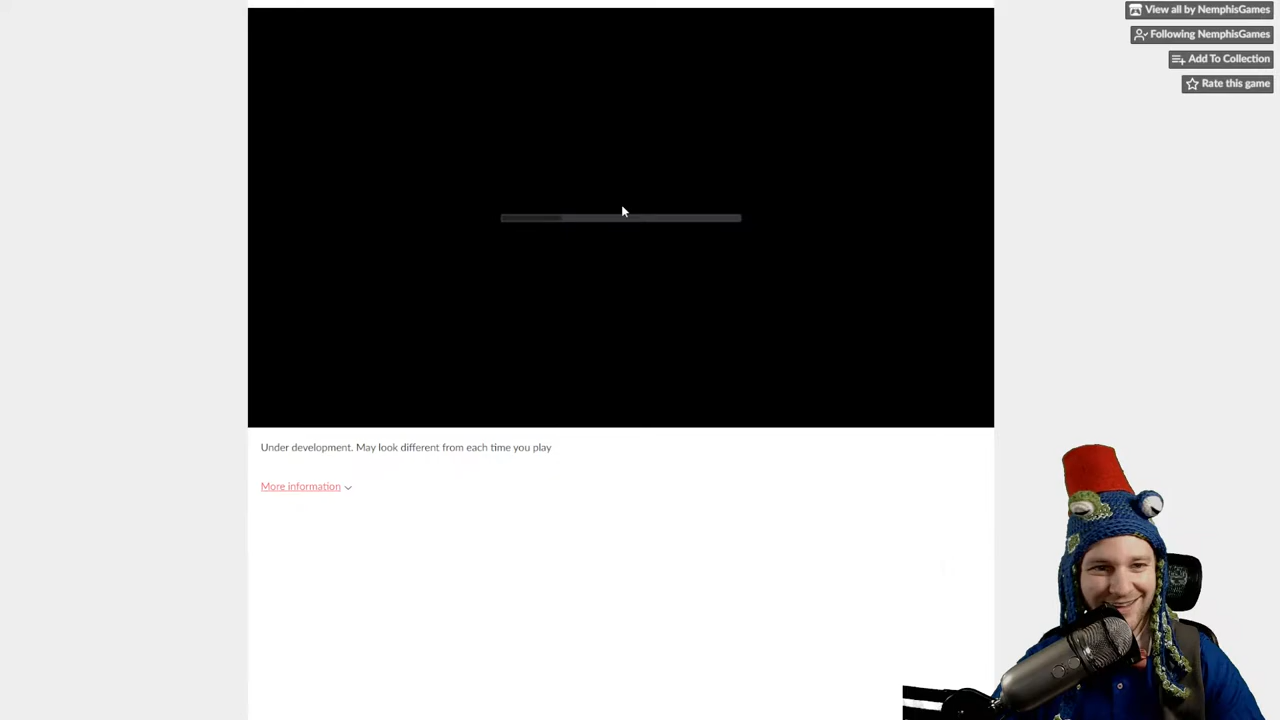 View all by NemphisGames
Following NemphisGames
Add To Collection
Rate this game
Under development. May look different from each time you play
More information